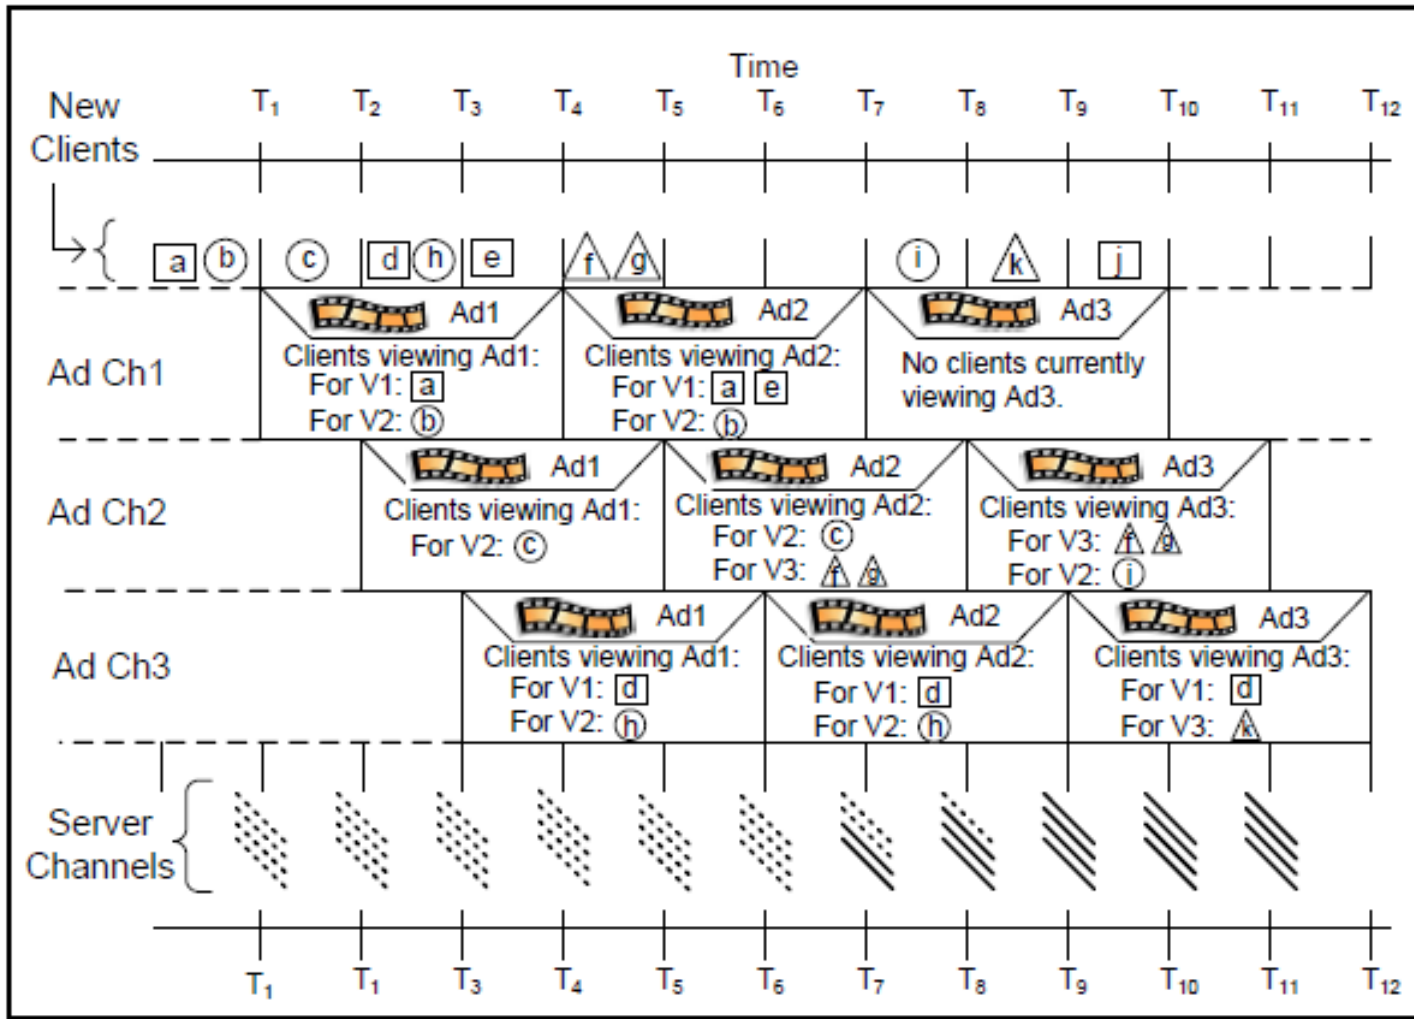 Time
New Clients
T1 T2 T3 T4 T5 T6 T7 T8 T9 T10 T11 T12
a b c d h e f g i k j
Ad Ch1
Ad1
Clients viewing Ad1:
For V1: a
For V2: b
Ad2
Clients viewing Ad2:
For V1: a e
For V2: b
Ad3
No clients currently
viewing Ad3.
Ad Ch2
Ad1
Clients viewing Ad1:
For V2: c
Ad2
Clients viewing Ad2:
For V2: c
For V3: f g
Ad3
Clients viewing Ad3:
For V3: f g
For V2: i
Ad Ch3
Ad1
Clients viewing Ad1:
For V1: d
For V2: h
Ad2
Clients viewing Ad2:
For V1: d
For V2: h
Ad3
Clients viewing Ad3:
For V1: d
For V3: k
Server
Channels
T1 T1 T3 T4 T5 T6 T7 T8 T9 T10 T11 T12